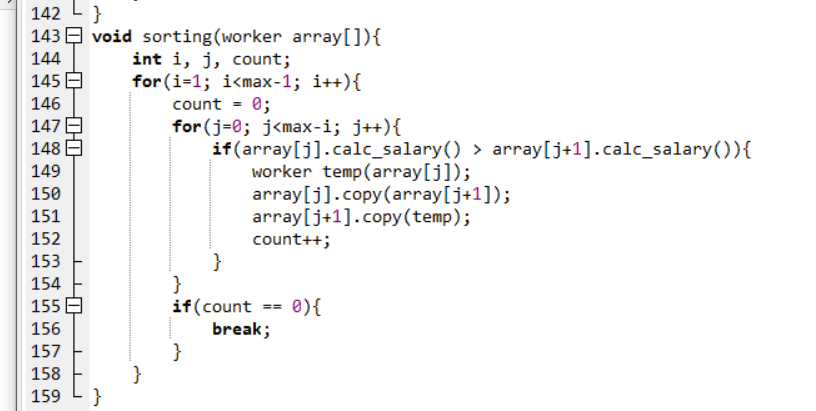 142 }
143 void sorting(worker array[]){
144     int i, j, count;
145     for(i=1; i<max-1; i++){
146         count = 0;
147         for(j=0; j<max-i; j++){
148             if(array[j].calc_salary() > array[j+1].calc_salary()){
149                 worker temp(array[j]);
150                 array[j].copy(array[j+1]);
151                 array[j+1].copy(temp);
152                 count++;
153             }
154         }
155         if(count == 0){
156             break;
157         }
158     }
159 }